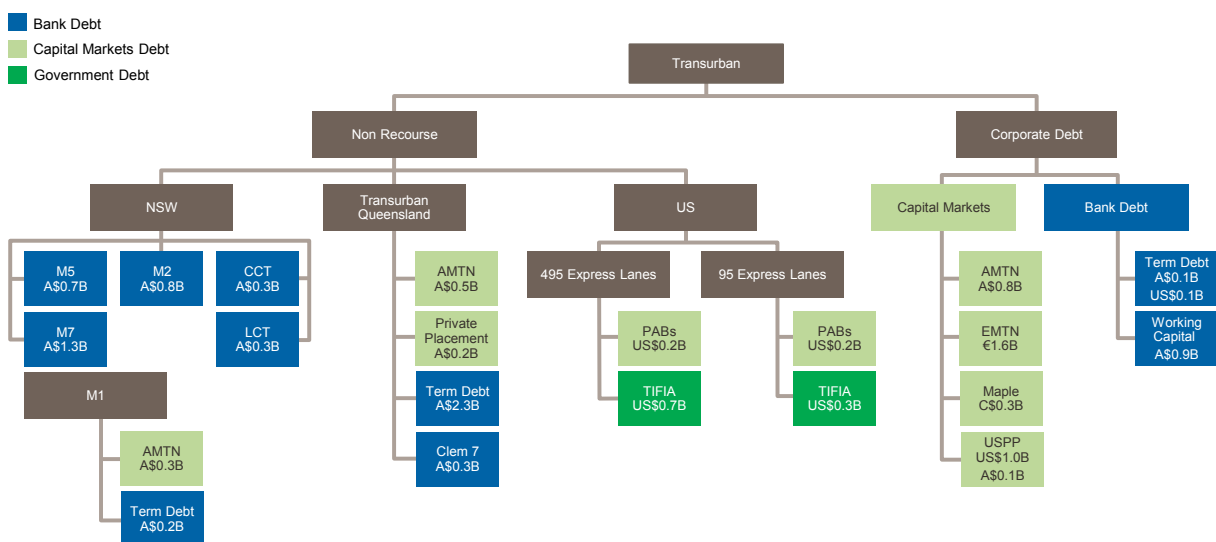 Bank Debt
Capital Markets Debt
Government Debt
Transurban
Non Recourse
Corporate Debt
NSW
Transurban
Queensland
US
Capital Markets
Bank Debt
M5
A$0.7B
M2
A$0.8B
CCT
A$0.3B
M7
A$1.3B
LCT
A$0.3B
M1
AMTN
A$0.3B
Term Debt
A$0.2B
AMTN
A$0.5B
Private
Placement
A$0.2B
Term Debt
A$2.3B
Clem 7
A$0.3B
495 Express Lanes
PABs
US$0.2B
TIFIA
US$0.7B
95 Express Lanes
PABs
US$0.2B
TIFIA
US$0.3B
AMTN
A$0.8B
EMTN
€1.6B
Maple
C$0.3B
USPP
US$1.0B
A$0.1B
Term Debt
A$0.1B
US$0.1B
Working
Capital
A$0.9B